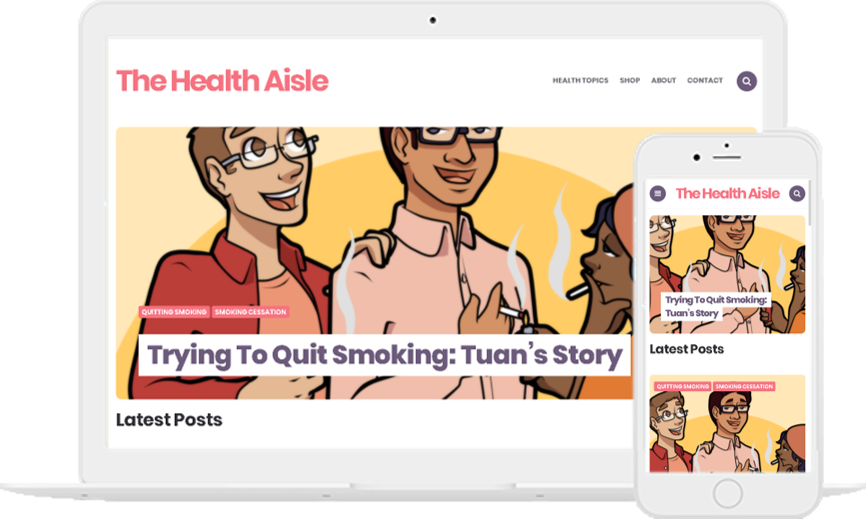 The Health Aisle
HEALTH TOPICS SHOP ABOUT CONTACT
QUITTING SMOKING SMOKING CESSATION
Trying To Quit Smoking: Tuan's Story
Latest Posts
The Health Aisle
Trying To Quit Smoking:
Tuan's Story
Latest Posts
QUITTING SMOKING SMOKING CESSATION